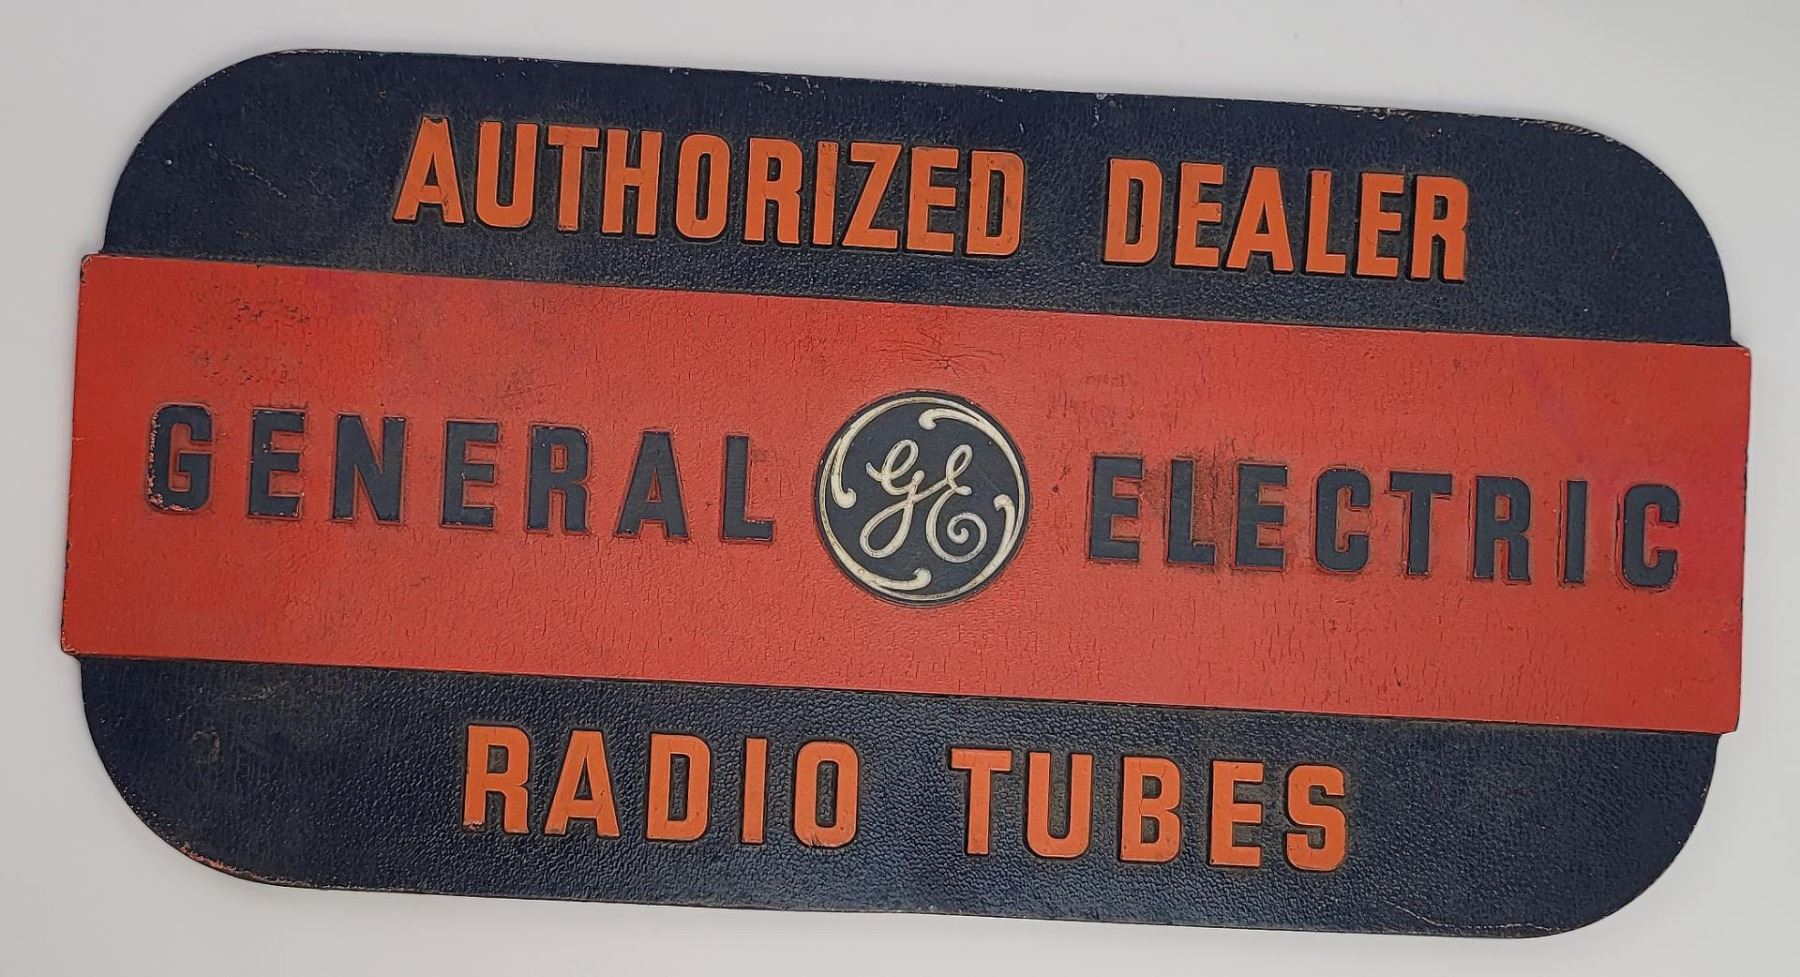 AUTHORIZED DEALER
GENERAL GE ELECTRIC
RADIO TUBES